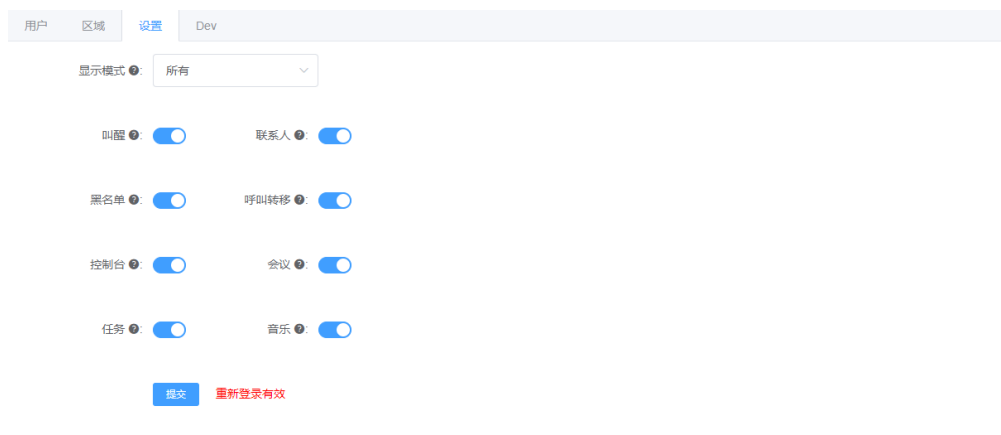 用户 区域 设置 Dev
显示模式 ?: 所有
叫醒 ?: 联系人 ?:
黑名单 ?: 呼叫转移 ?:
控制台 ?: 会议 ?:
任务 ?: 音乐 ?:
提交 重新登录有效